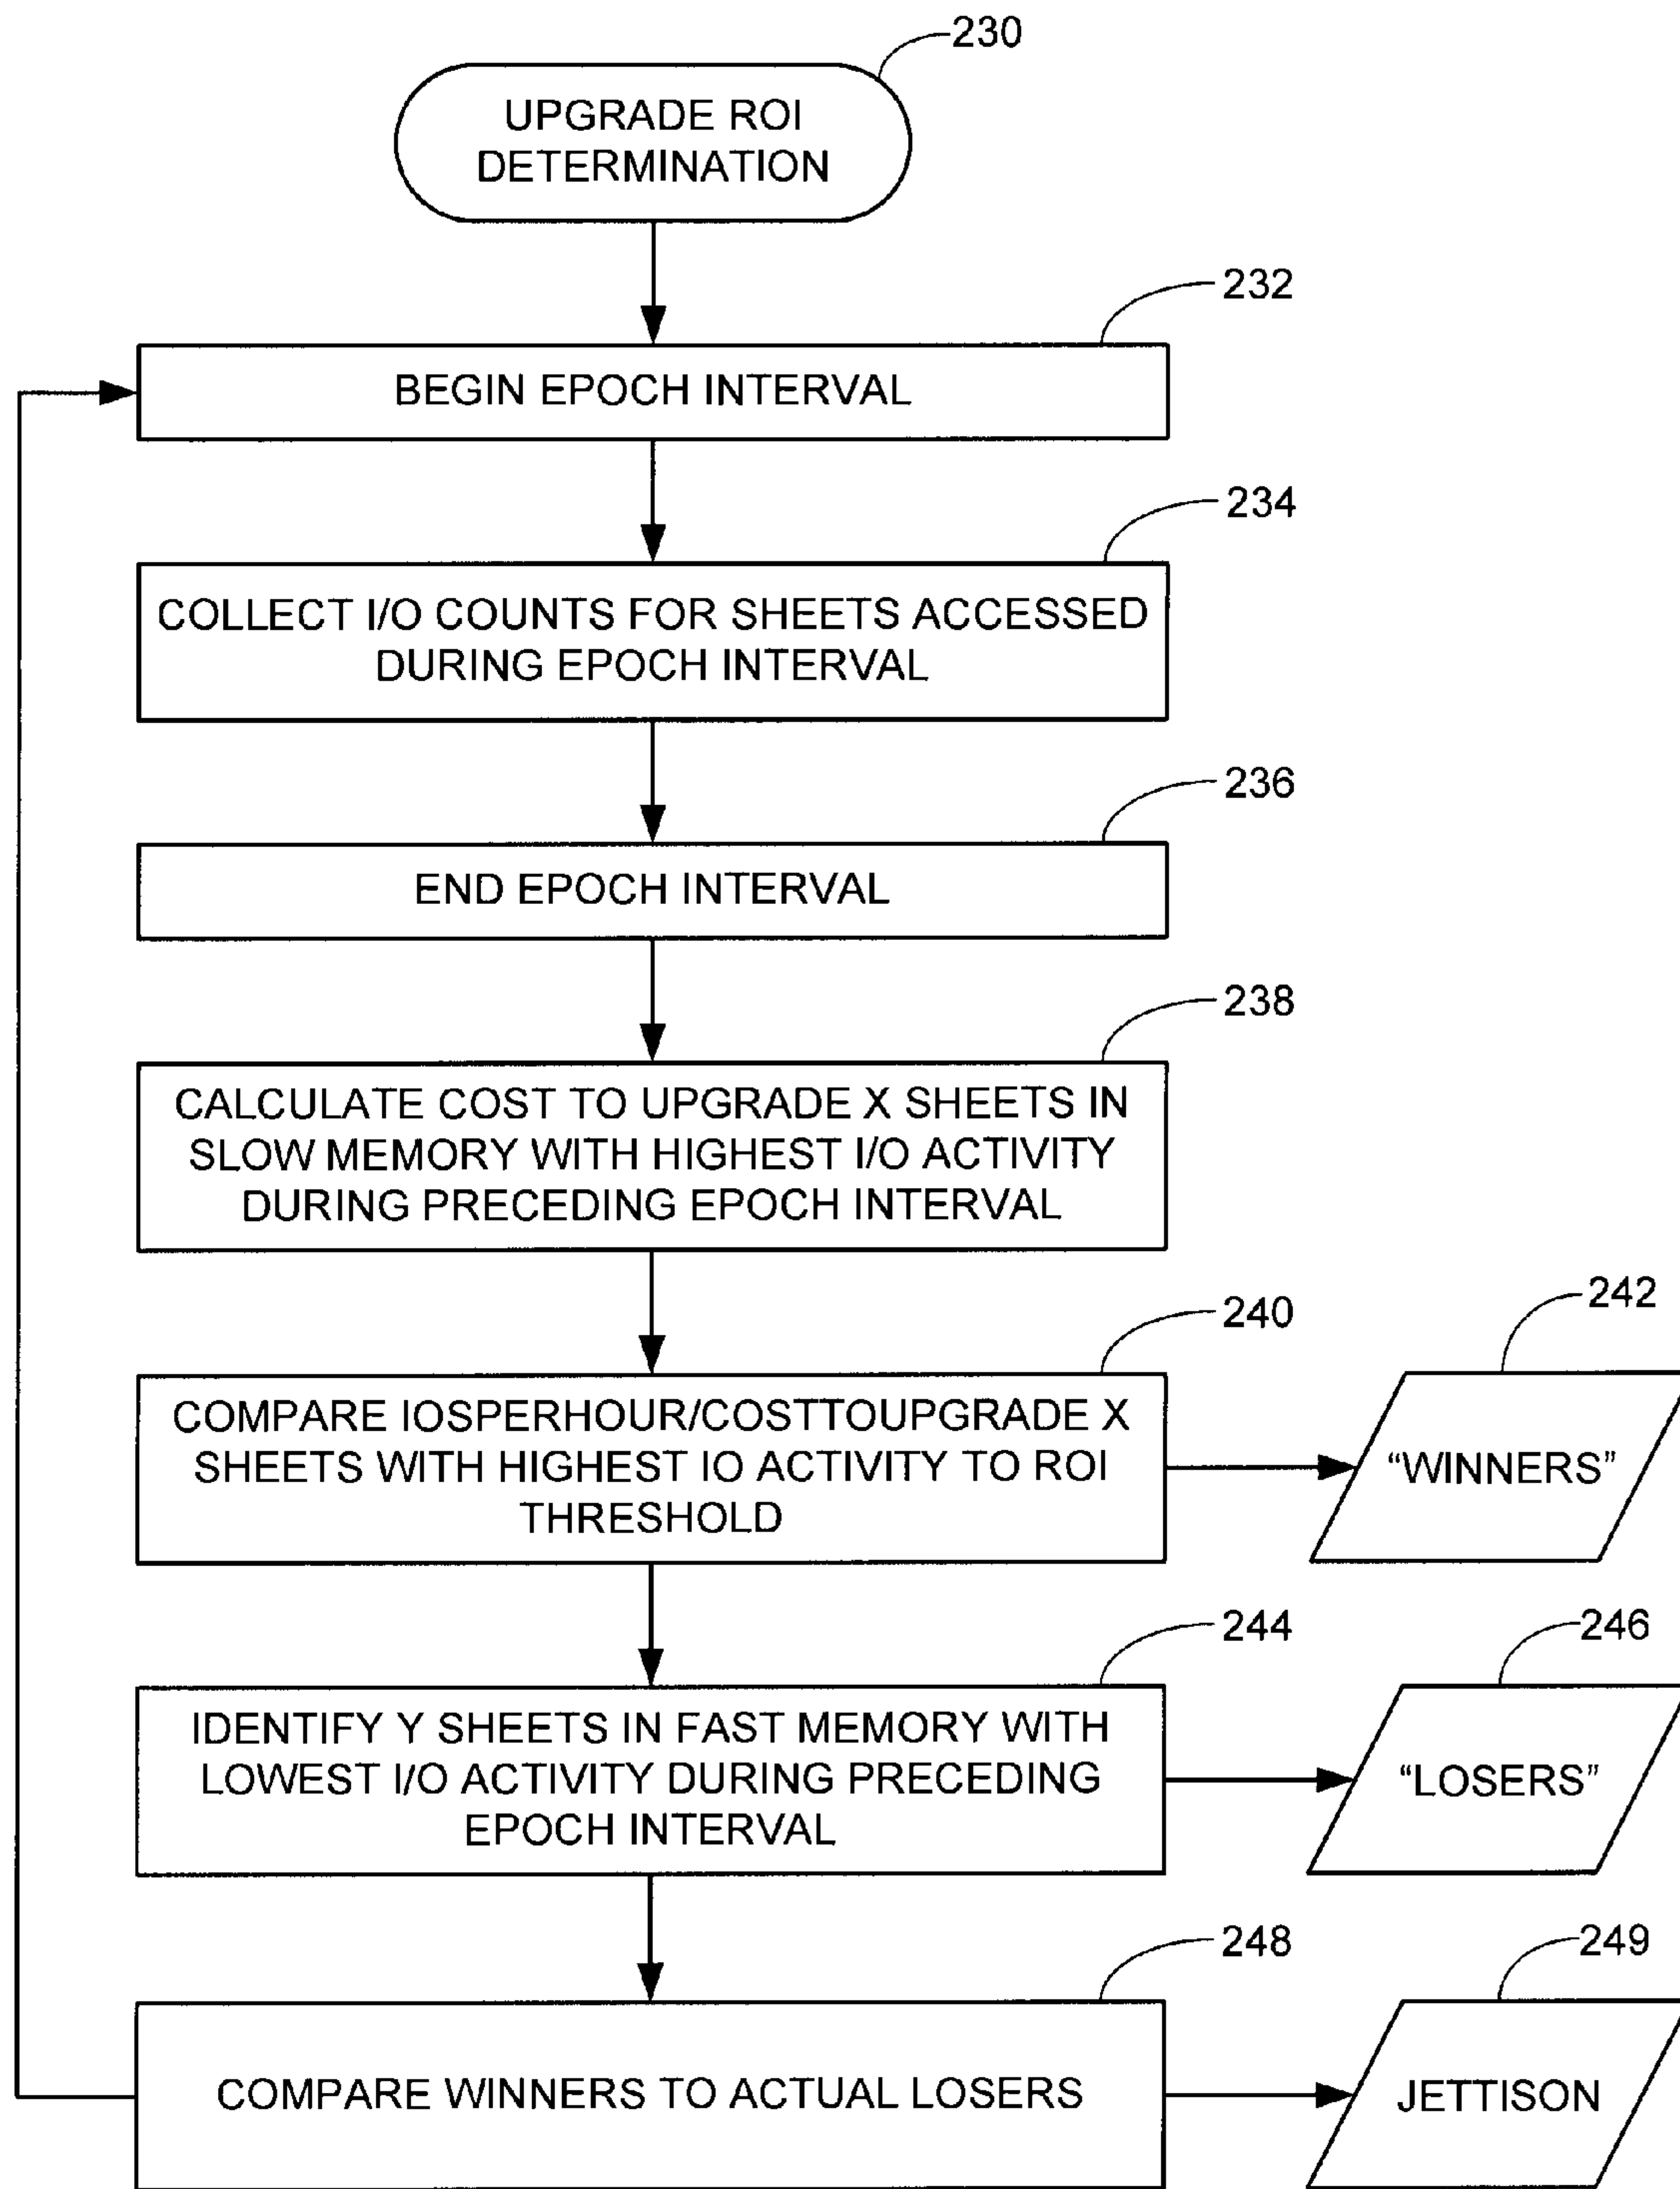 230
UPGRADE ROI
DETERMINATION
232
BEGIN EPOCH INTERVAL
234
COLLECT I/O COUNTS FOR SHEETS ACCESSED
DURING EPOCH INTERVAL
236
END EPOCH INTERVAL
238
CALCULATE COST TO UPGRADE X SHEETS IN
SLOW MEMORY WITH HIGHEST I/O ACTIVITY
DURING PRECEDING EPOCH INTERVAL
240
242
COMPARE IOSPERHOUR/COSTTOUPGRADE X
SHEETS WITH HIGHEST IO ACTIVITY TO ROI
THRESHOLD
“WINNERS”
244
246
IDENTIFY Y SHEETS IN FAST MEMORY WITH
LOWEST I/O ACTIVITY DURING PRECEDING
EPOCH INTERVAL
“LOSERS”
248
249
COMPARE WINNERS TO ACTUAL LOSERS
JETTISON